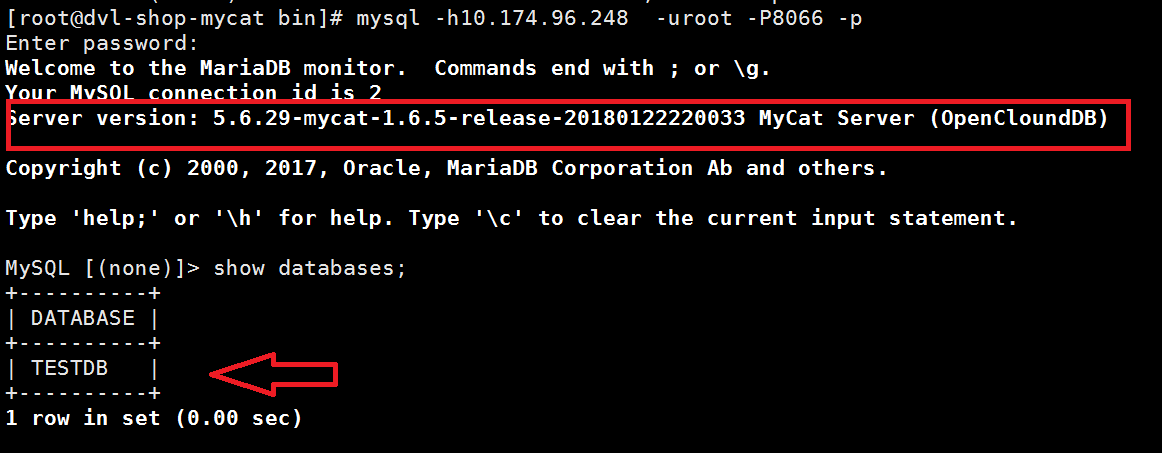 [root@dvl-shop-mycat bin]# mysql -h10.174.96.248  -uroot -P8066 -p
Enter password:
Welcome to the MariaDB monitor.  Commands end with ; or \g.
Your MySQL connection id is 2
Server version: 5.6.29-mycat-1.6.5-release-20180122220033 MyCat Server (OpenCloundDB)
Copyright (c) 2000, 2017, Oracle, MariaDB Corporation Ab and others.
Type 'help;' or '\h' for help. Type '\c' to clear the current input statement.
MySQL [(none)]> show databases;
+----------+
| DATABASE |
+----------+
| TESTDB   |
+----------+
1 row in set (0.00 sec)